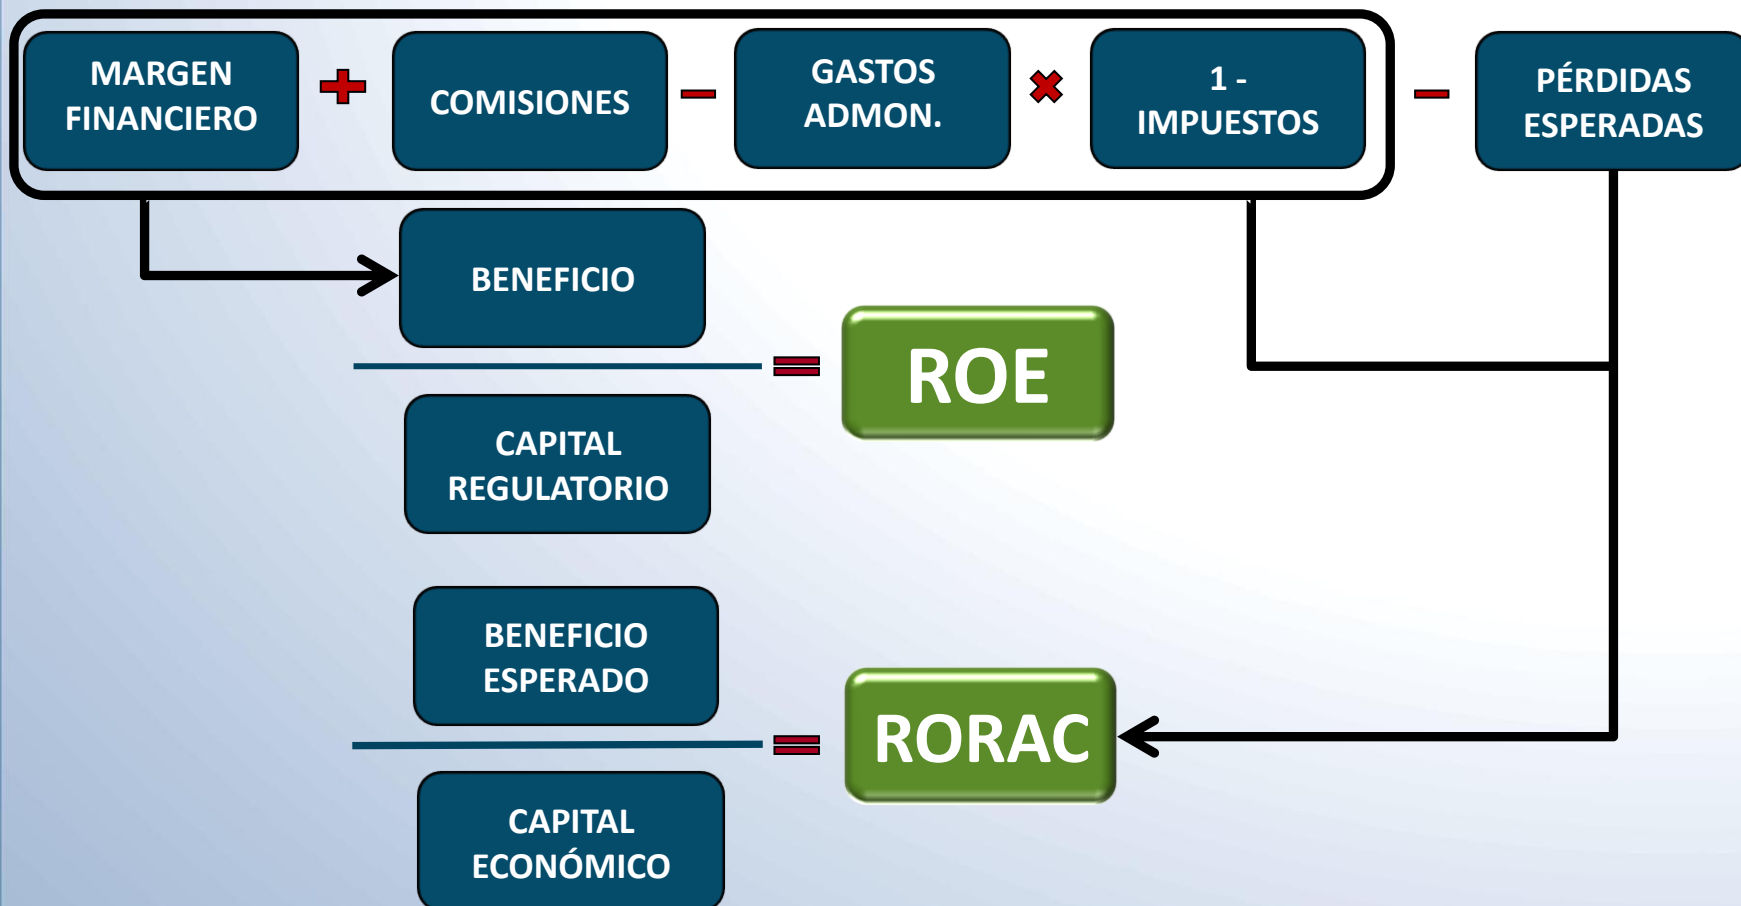 MARGEN
FINANCIERO
COMISIONES
GASTOS
ADMON.
1 -
IMPUESTOS
PÉRDIDAS
ESPERADAS
BENEFICIO
ROE
CAPITAL
REGULATORIO
BENEFICIO
ESPERADO
RORAC
CAPITAL
ECONÓMICO